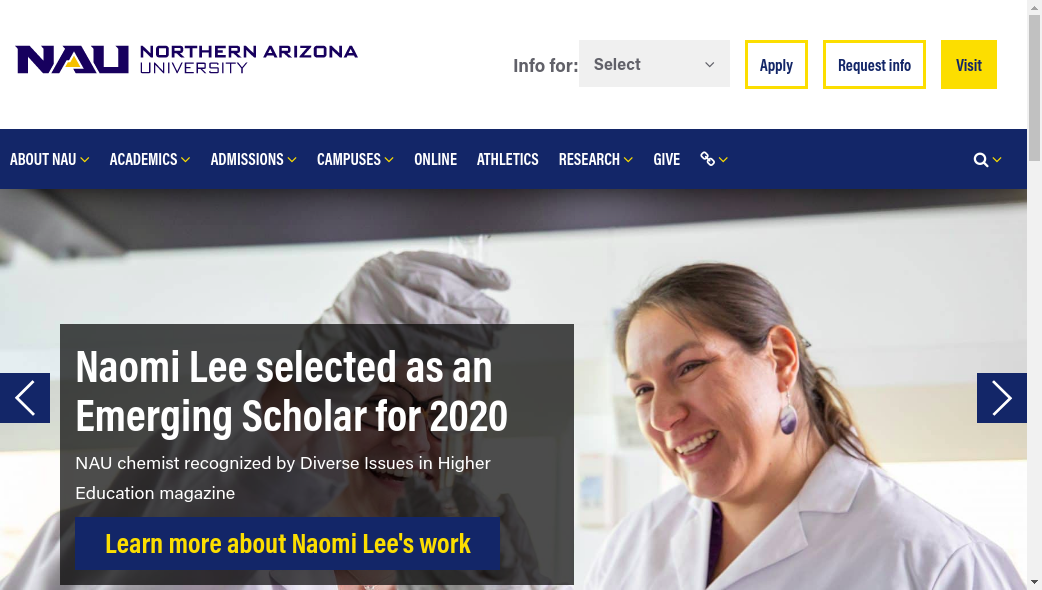 NAU NORTHERN ARIZONA
UNIVERSITY
Info for: Select Apply Request info Visit
ABOUT NAU ACADEMICS ADMISSIONS CAMPUSES ONLINE ATHLETICS RESEARCH GIVE
Naomi Lee selected as an
Emerging Scholar for 2020
NAU chemist recognized by Diverse Issues in Higher
Education magazine
Learn more about Naomi Lee's work